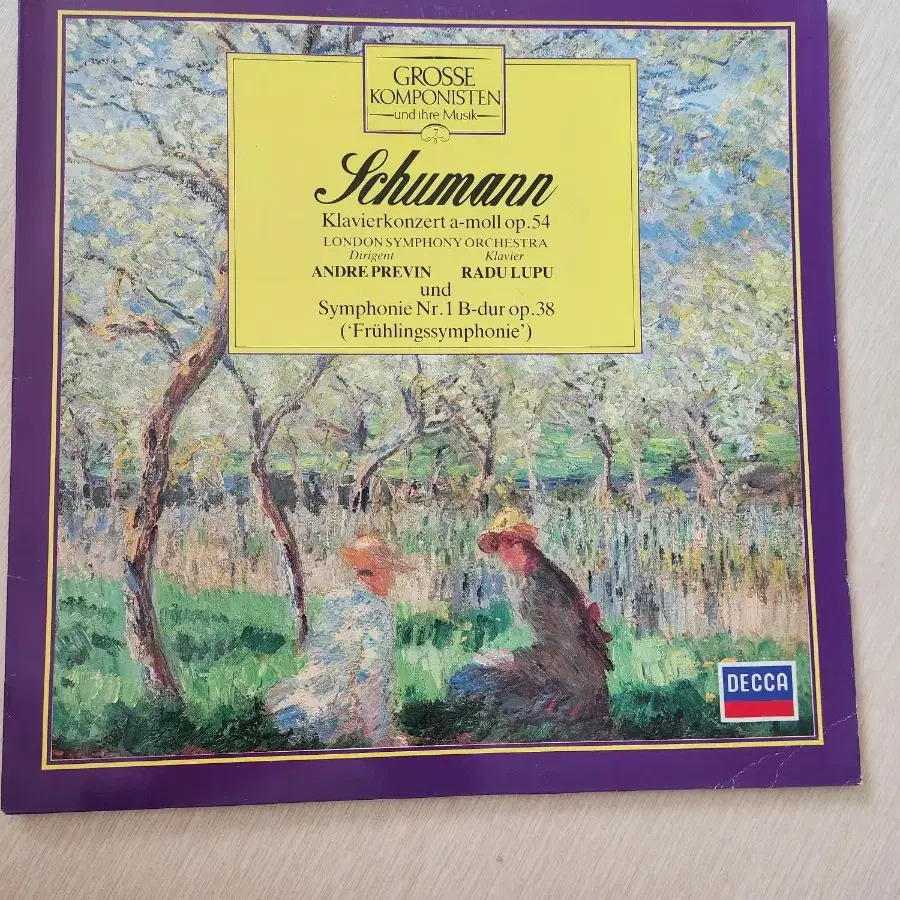 GROSSE
KOMPONISTEN
und ihre Musik
7
Schumann
Klavierkonzert a-moll op.54
LONDON SYMPHONY ORCHESTRA
Dirigent Klavier
ANDRE PREVIN RADU LUPU
und
Symphonie Nr.1 B-dur op.38
(‘Frühlingssymphonie’)
DECCA